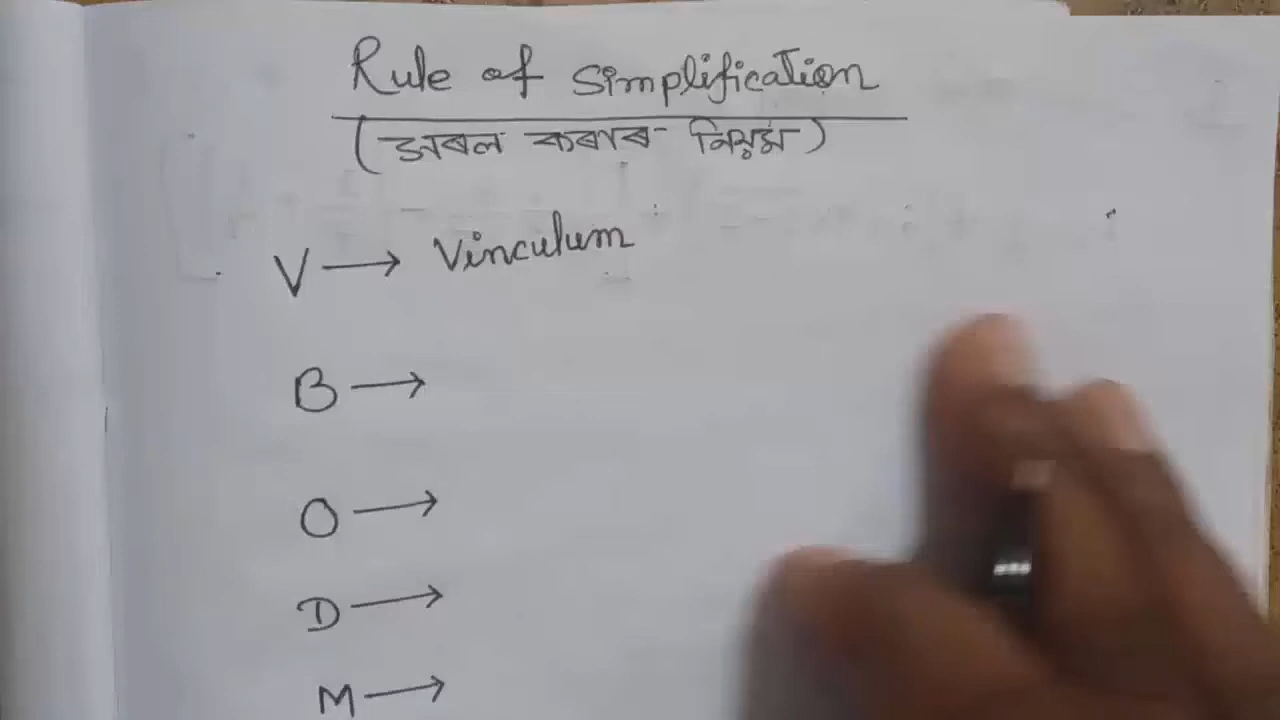 Rule of simplification
(সৰল কৰাৰ নিয়ম)
V → Vinculum
B →
O →
D →
M →